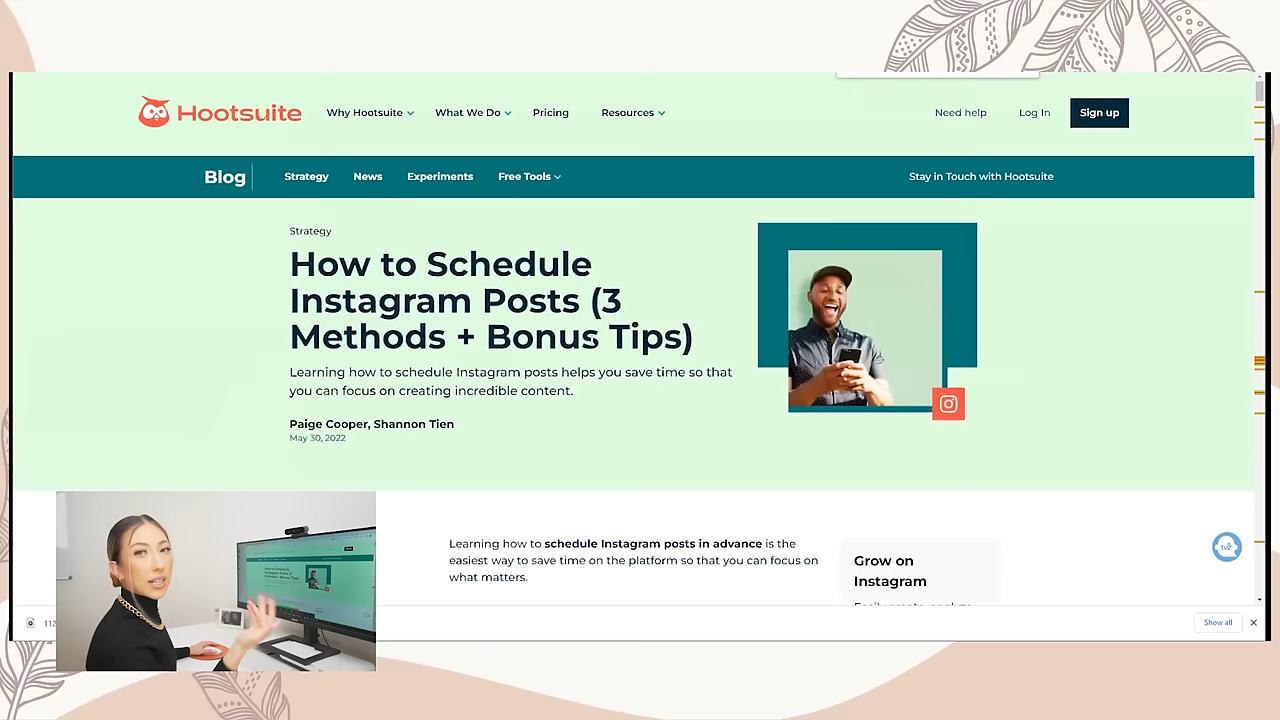 Hootsuite
Why Hootsuite
What We Do
Pricing
Resources
Need help
Log In
Sign up
Blog
Strategy
News
Experiments
Free Tools
Stay in Touch with Hootsuite
Strategy
How to Schedule
Instagram Posts (3
Methods + Bonus Tips)
Learning how to schedule Instagram posts helps you save time so that
you can focus on creating incredible content.
Paige Cooper, Shannon Tien
May 30, 2022
Learning how to schedule Instagram posts in advance is the
easiest way to save time on the platform so that you can focus on
what matters.
Grow on
Instagram
112
Show all